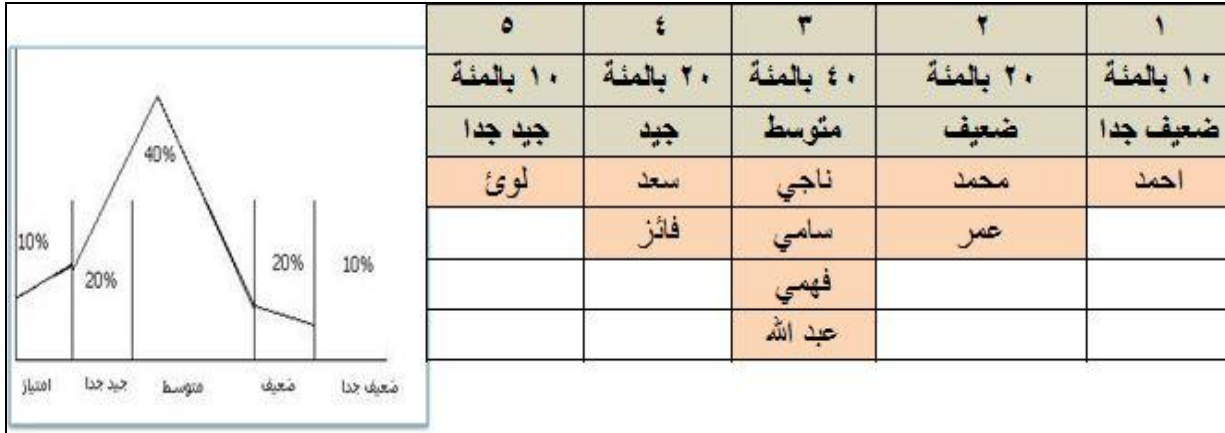 ١ ٢ ٣ ٤ ٥
١٠ بالمئة ٢٠ بالمئة ٤٠ بالمئة ٢٠ بالمئة ١٠ بالمئة
ضعيف جدا ضعيف متوسط جيد جيد جدا
احمد محمد ناجي سعد لوئ
عمر سامي فائز
فهمي
عبد الله
40%
10%
20%
20%
10%
امتياز
جيد جدا
متوسط
ضعيف
ضعيف جدا